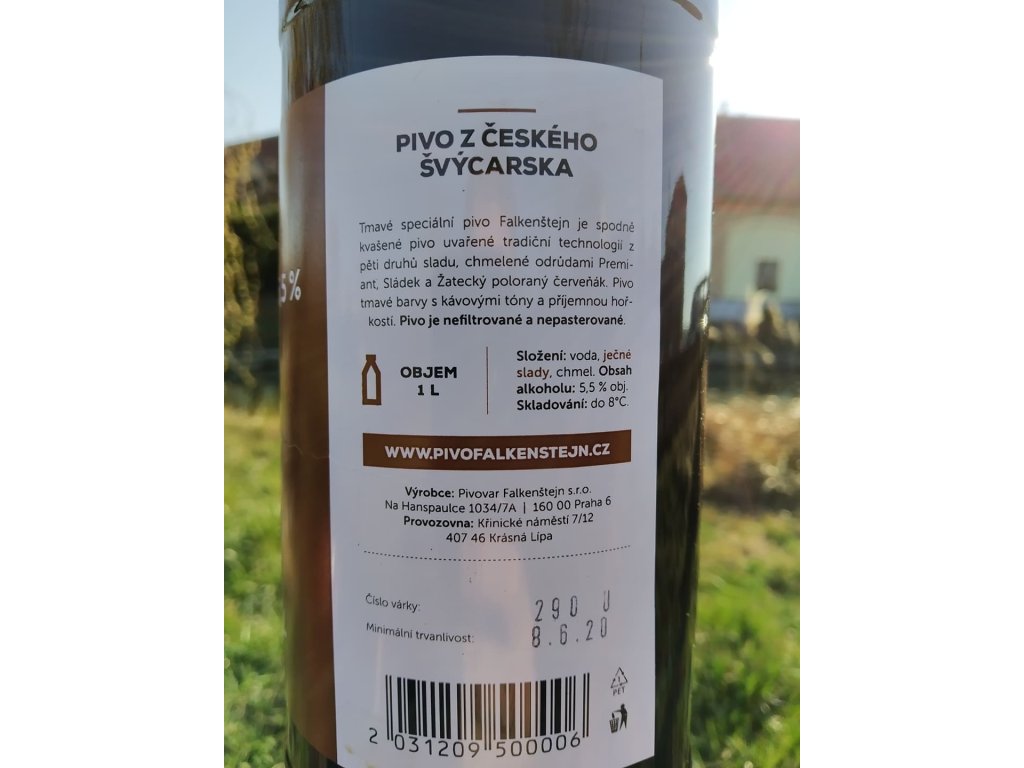 PIVO Z ČESKÉHO
ŠVÝCARSKA
Tmavé speciální pivo Falkenštejn je spodně
kvašené pivo uvařené tradiční technologií z
pěti druhů sladu, chmelené odrůdami Premi-
ant, Sládek a Žatecký poloraný červeňák. Pivo
tmavé barvy s kávovými tóny a příjemnou hoř-
kostí. Pivo je nefiltrované a nepasterované.
5 %
OBJEM
1 L
Složení: voda, ječné
slady, chmel. Obsah
alkoholu: 5,5 % obj.
Skladování: do 8°C.
WWW.PIVOFALKENSTEJN.CZ
Výrobce: Pivovar Falkenštejn s.r.o.
Na Hanspaulce 1034/7A | 160 00 Praha 6
Provozovna: Křinické náměstí 7/12
407 46 Krásná Lípa
Číslo várky: 290 U
Minimální trvanlivost: 8.6.20
1
PET
2 031209 500006